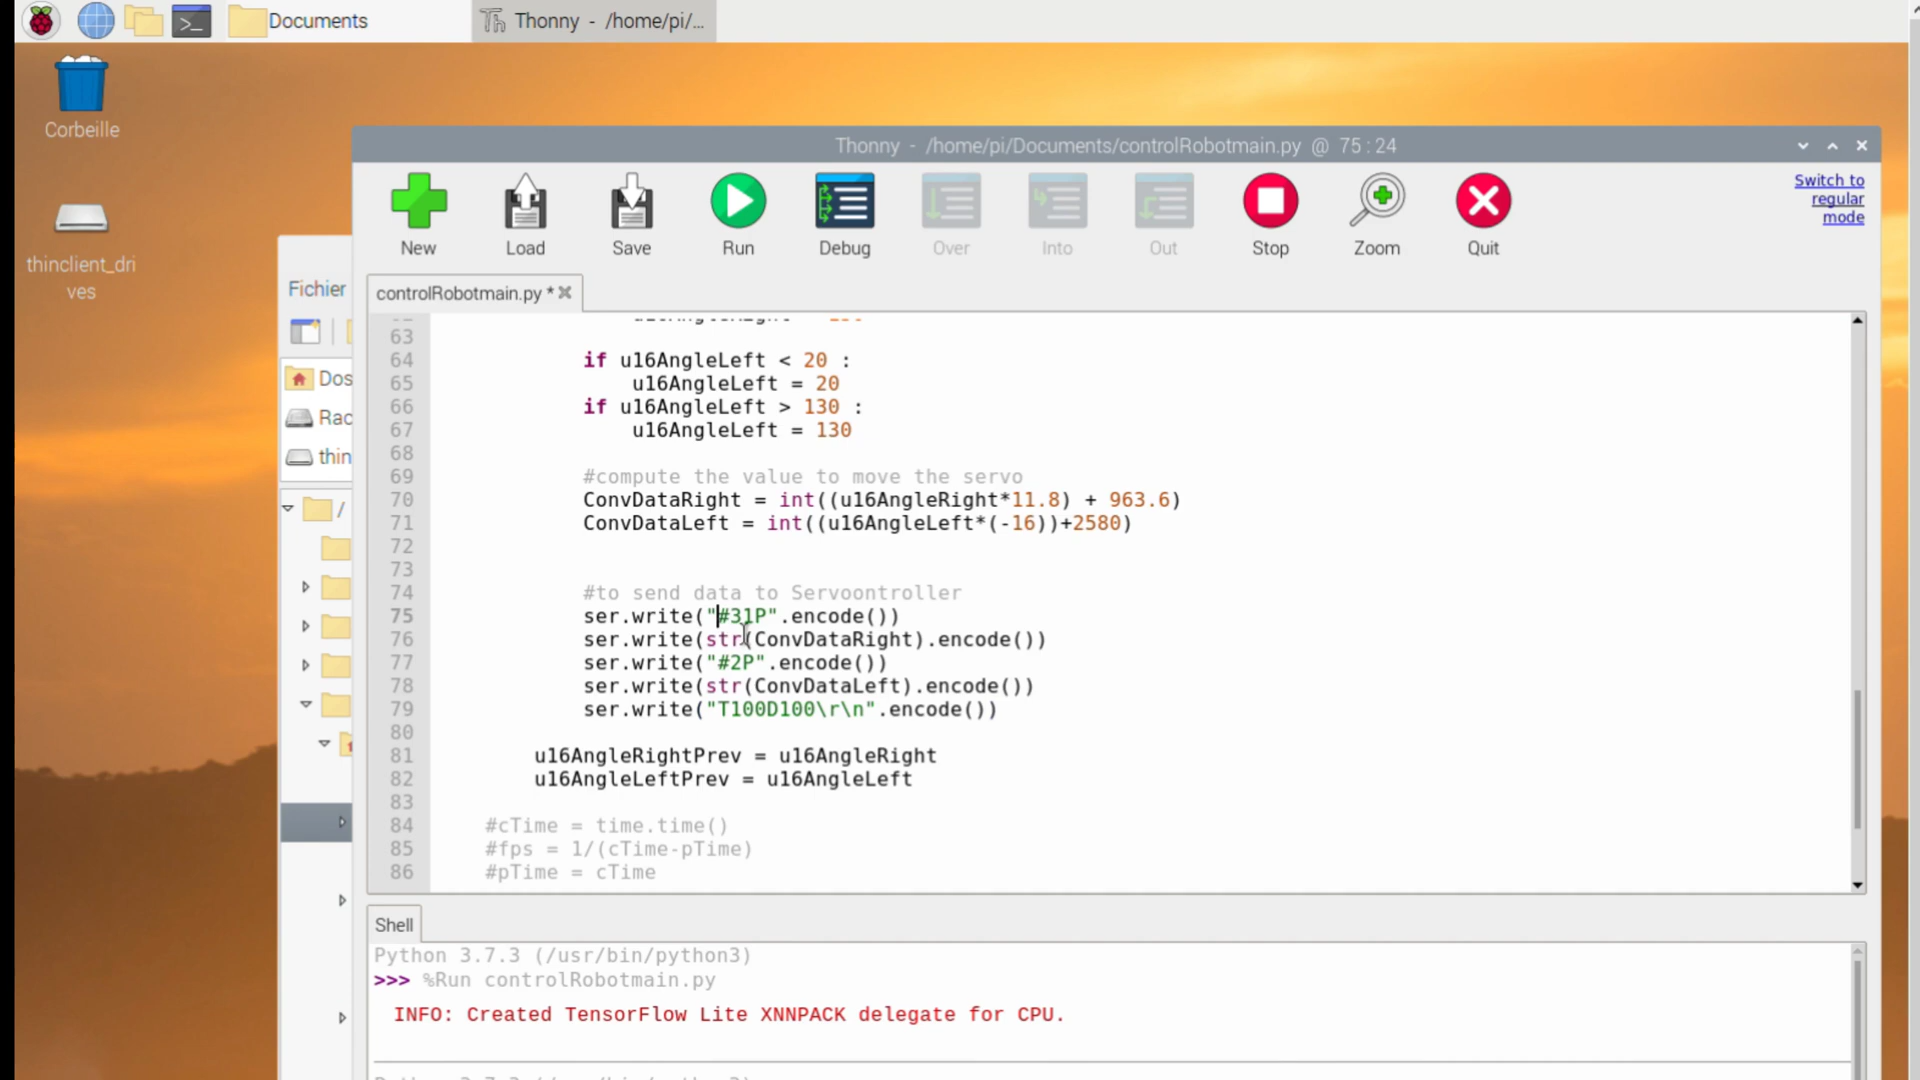 Documents
Thonny - /home/pi/...
Corbeille
thinclient_dri
ves
Thonny - /home/pi/Documents/controlRobotmain.py @ 75:24
New
Load
Save
Run
Debug
Over
Into
Out
Stop
Zoom
Quit
Switch to
regular
mode
Fichier
Dos
Rac
thin
/
controlRobotmain.py *
63
64 if u16AngleLeft < 20 :
65 u16AngleLeft = 20
66 if u16AngleLeft > 130 :
67 u16AngleLeft = 130
68
69 #compute the value to move the servo
70 ConvDataRight = int((u16AngleRight*11.8) + 963.6)
71 ConvDataLeft = int((u16AngleLeft*(-16))+2580)
72
73
74 #to send data to Servoontroller
75 ser.write("#31P".encode())
76 ser.write(str(ConvDataRight).encode())
77 ser.write("#2P".encode())
78 ser.write(str(ConvDataLeft).encode())
79 ser.write("T100D100\r\n".encode())
80
81 u16AngleRightPrev = u16AngleRight
82 u16AngleLeftPrev = u16AngleLeft
83
84 #cTime = time.time()
85 #fps = 1/(cTime-pTime)
86 #pTime = cTime
Shell
Python 3.7.3 (/usr/bin/python3)
>>> %Run controlRobotmain.py
INFO: Created TensorFlow Lite XNNPACK delegate for CPU.